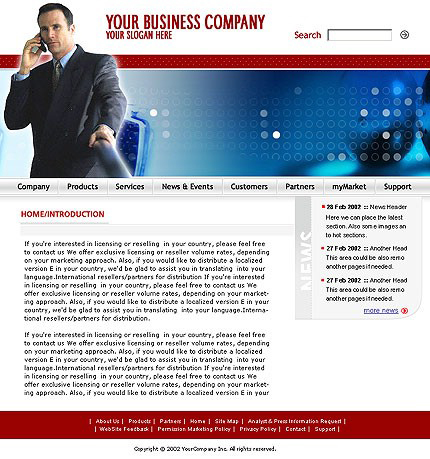 YOUR BUSINESS COMPANY
YOUR SLOGAN HERE
Search
Company Products Services News & Events Customers Partners myMarket Support
HOME/INTRODUCTION
If you're interested in licensing or reselling in your country, please feel free
to contact us We offer exclusive licensing or reseller volume rates, depending
on your marketing approach. Also, if you would like to distribute a localized
version E in your country, we'd be glad to assist you in translating into your
language.International resellers/partners for distribution If you're interested
in licensing or reselling in your country, please feel free to contact us We
offer exclusive licensing or reseller volume rates, depending on your market-
ing approach. Also, if you would like to distribute a localized version E in your
country, we'd be glad to assist you in translating into your language.Interna-
tional resellers/partners for distribution.
If you're interested in licensing or reselling in your country, please feel free
to contact us We offer exclusive licensing or reseller volume rates, depending
on your marketing approach. Also, if you would like to distribute a localized
version E in your country, we'd be glad to assist you in translating into your
language.International resellers/partners for distribution If you're interested
in licensing or reselling in your country, please feel free to contact us We
offer exclusive licensing or reseller volume rates, depending on your market-
ing approach. Also, if you would like to distribute a localized version E in your
NEWS
28 Feb 2002 :: News Header
Here we can place the latest
section. Also some images an
to hot sections.
27 Feb 2002 :: Another Head
This area could be also remo
another pages if needed.
27 Feb 2002 :: Another Head
This area could be also remo
another pages if needed.
more news
| About Us | Products | Partners | Home | Site Map | Analyst & Press Information Request |
| WebSite Feedback | Permission Marketing Policy | Privacy Policy | Contact | Support |
Copyright © 2002 YourCompany Inc. All rights reserved.